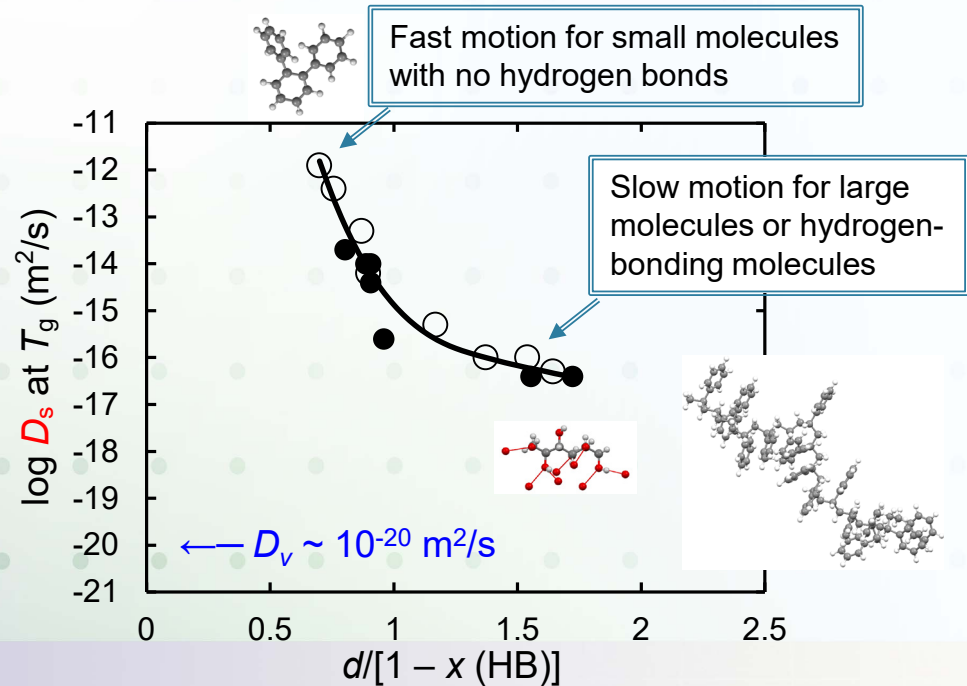 Fast motion for small molecules
with no hydrogen bonds
Slow motion for large
molecules or hydrogen-
bonding molecules
log Ds at Tg (m²/s)
-11
-12
-13
-14
-15
-16
-17
-18
-19
-20
-21
←— Dv ~ 10⁻²⁰ m²/s
0 0.5 1 1.5 2 2.5
d/[1 – x (HB)]